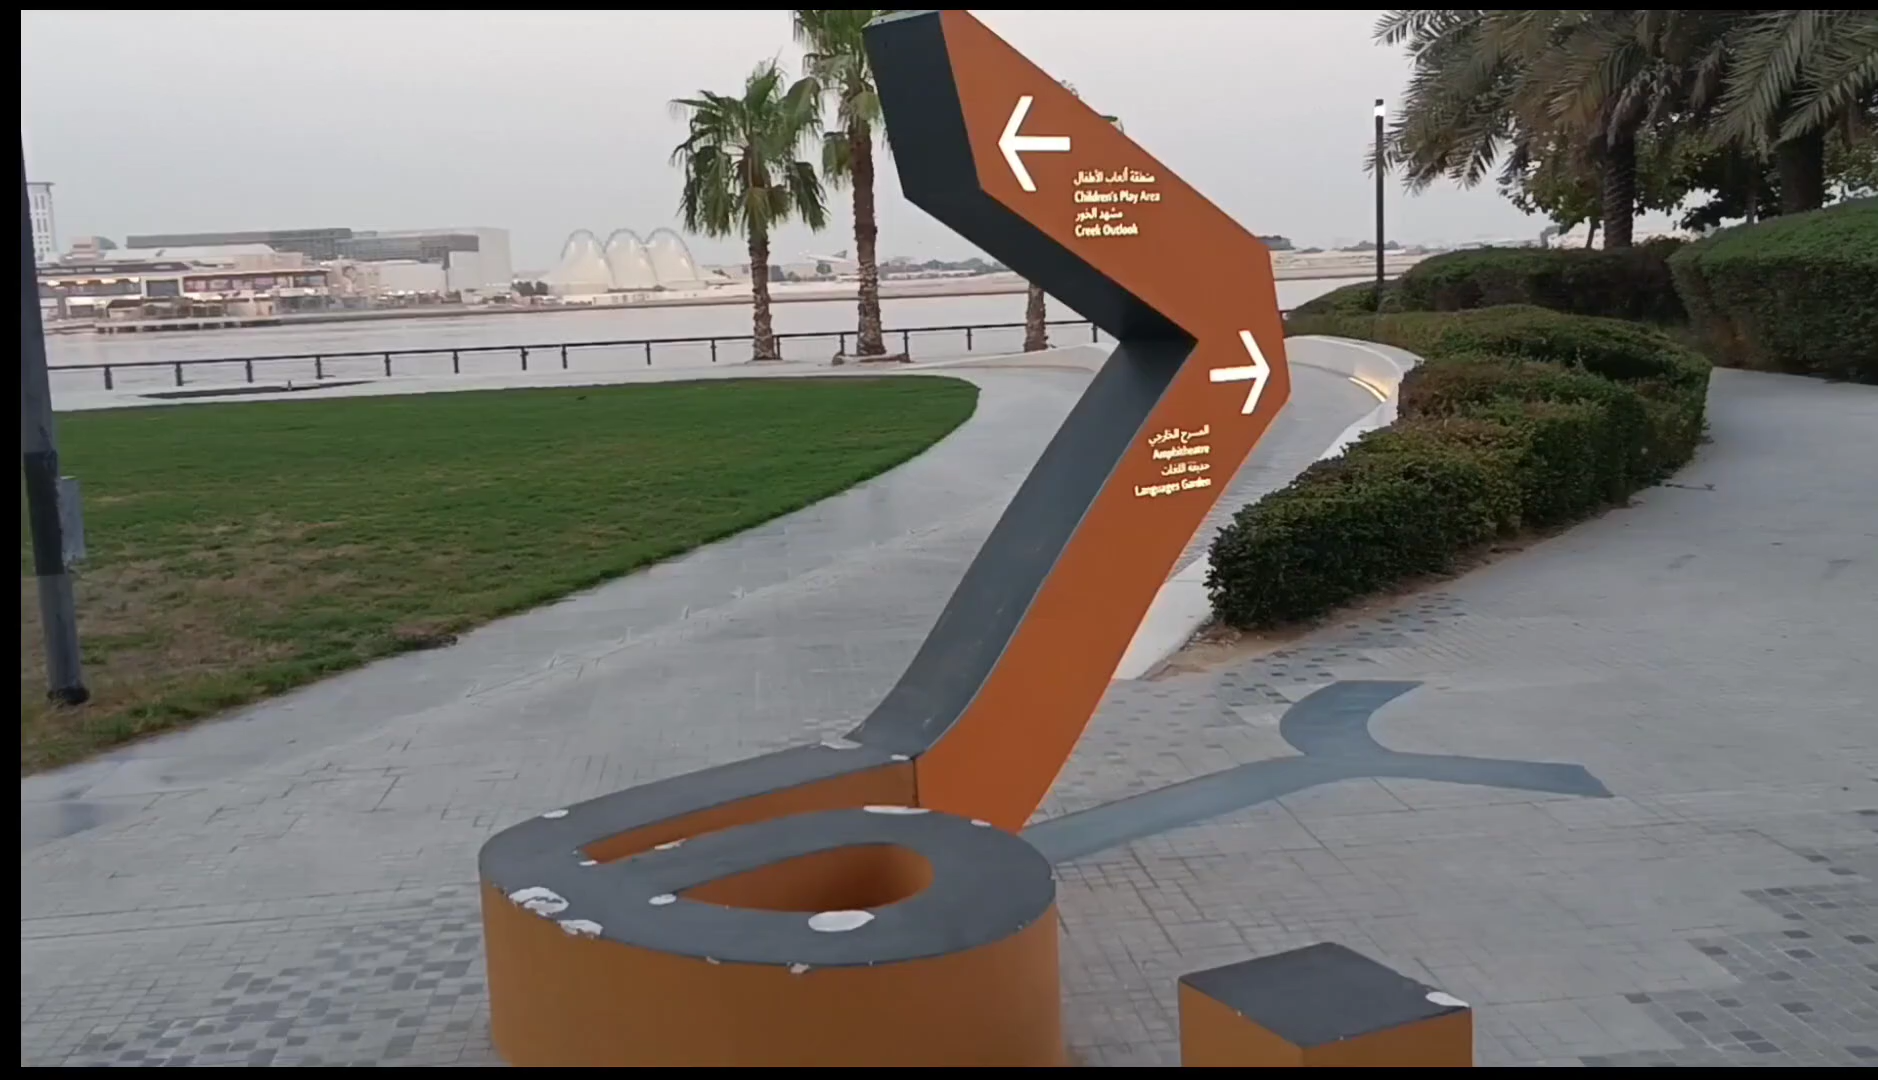 منطقة ألعاب الأطفال
Children's Play Area
مشهد الخور
Creek Outlook
المسرح الخارجي
Amphitheatre
حديقة اللغات
Languages Garden